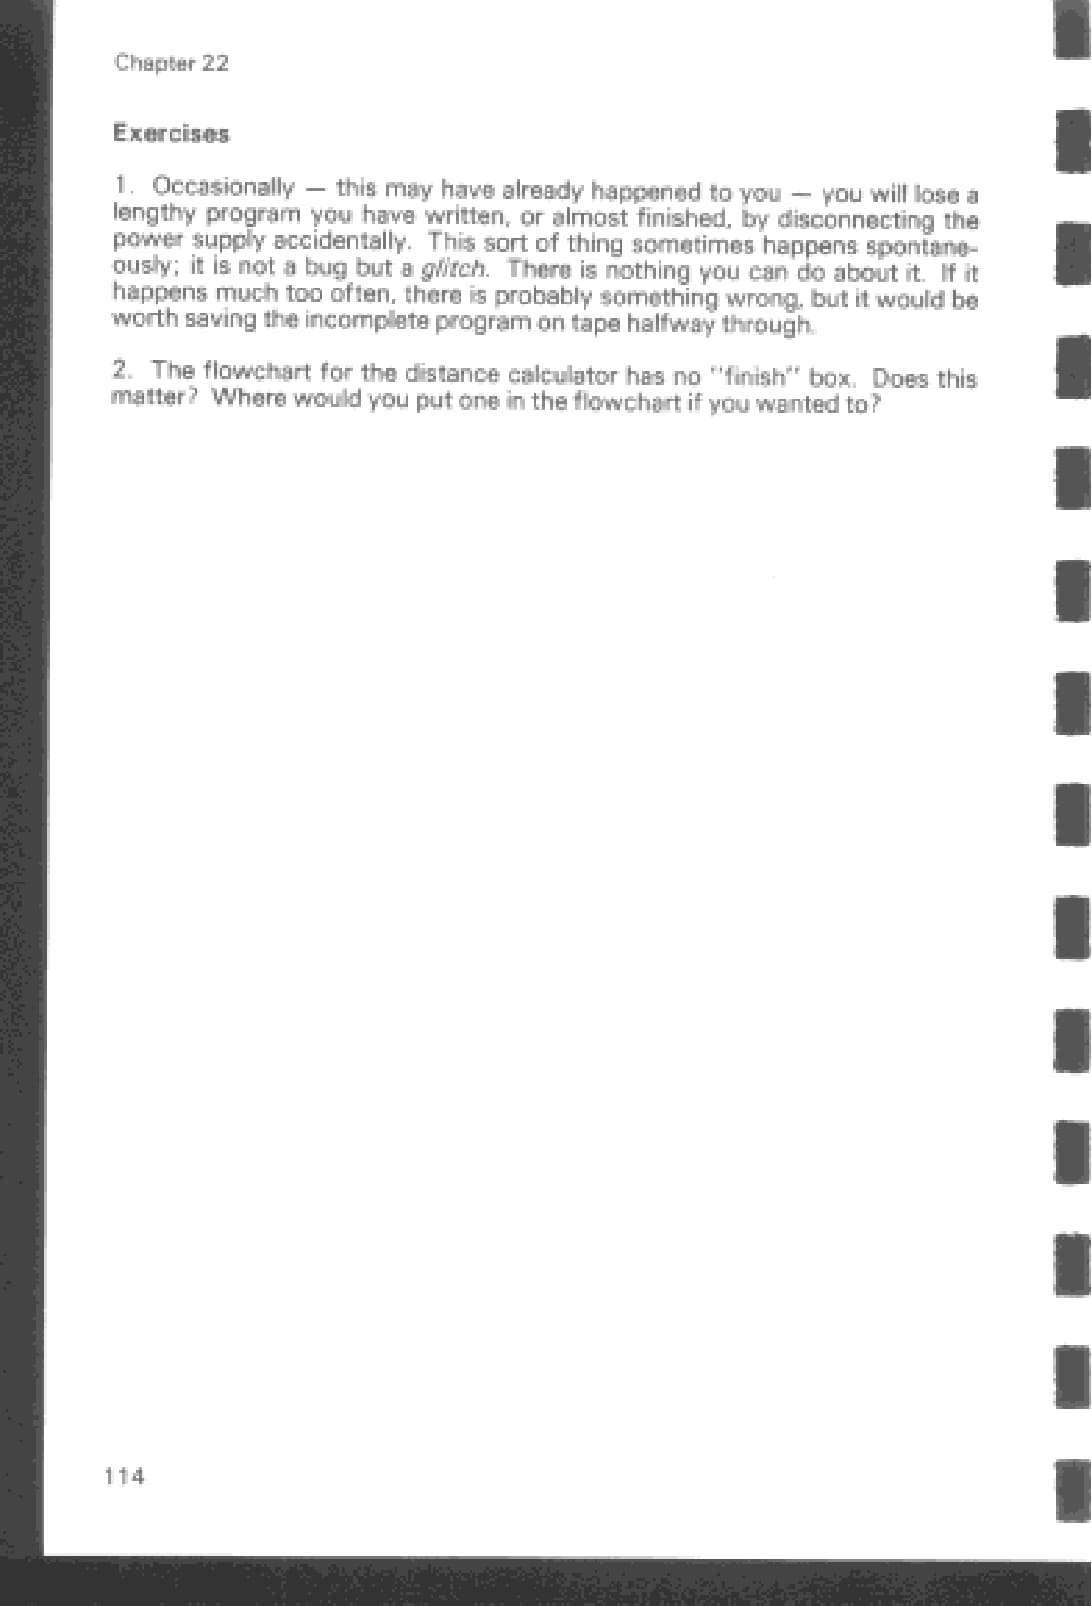 Chapter 22
Exercises
1. Occasionally — this may have already happened to you — you will lose a
lengthy program you have written, or almost finished, by disconnecting the
power supply accidentally. This sort of thing sometimes happens spontane-
ously; it is not a bug but a glitch. There is nothing you can do about it. If it
happens much too often, there is probably something wrong, but it would be
worth saving the incomplete program on tape halfway through.
2. The flowchart for the distance calculator has no "finish" box. Does this
matter? Where would you put one in the flowchart if you wanted to?
114